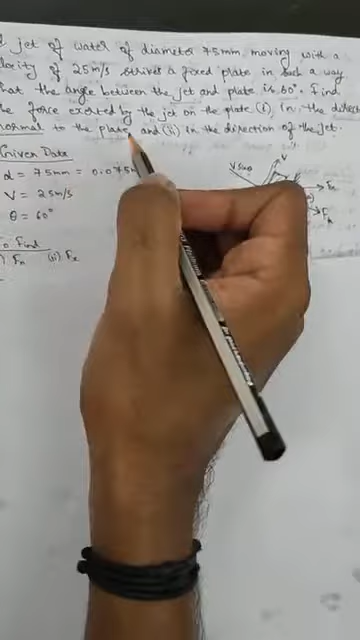 jet of water of diameter 75mm moving with a
velocity of 25m/s strikes a fixed plate in such a way
that the angle between the jet and plate is 60°. Find
the force exerted by the jet on the plate (i) in the direct
normal to the plate and (ii) in the direction of the jet.
Given Data
d = 75mm = 0.075m
V sinθ
V
V = 25m/s
Fx
θ = 60°
To Find
Fn (ii) Fx